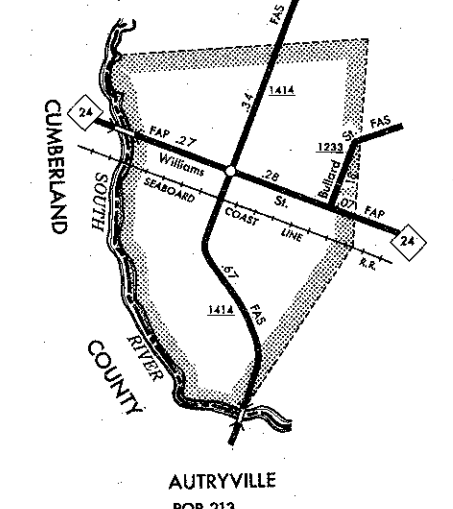 FAS
1414
.34
24
FAP .27
Williams
St.
.28
1233
Bullard St.
FAS
.07
FAP
24
SEABOARD COAST LINE R.R.
CUMBERLAND
COUNTY
SOUTH
RIVER
.67
1414
FAS
AUTRYVILLE
POP. 213